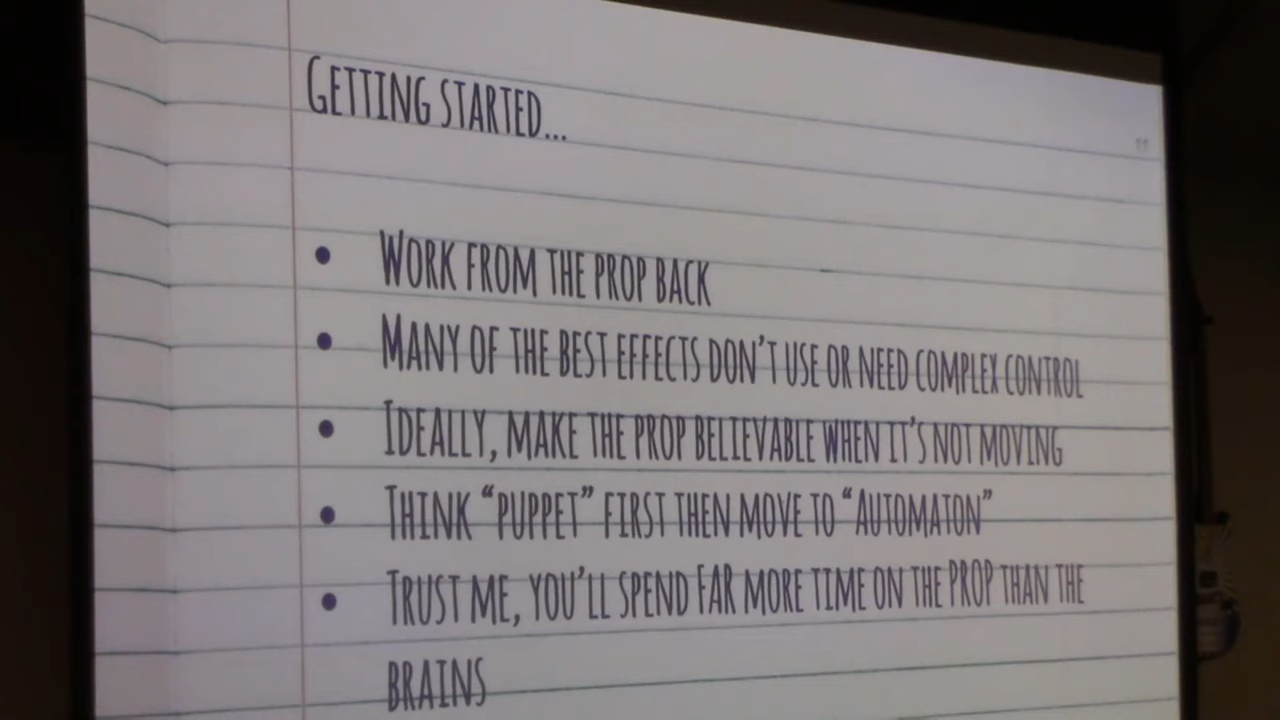 Getting started...
11
• Work from the prop back
• Many of the best effects don't use or need complex control
• Ideally, make the prop believable when it's not moving
• Think “puppet” first then move to “Automaton”
• Trust me, you'll spend far more time on the prop than the
brains